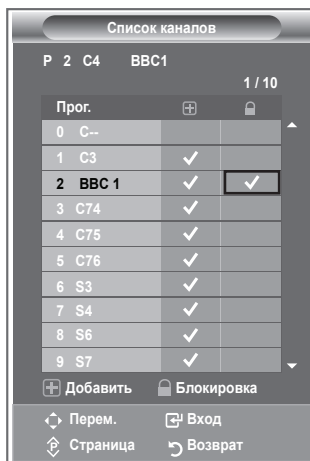 Список каналов
P 2 C4 BBC1
1 / 10
Прог.
0 C--
1 C3
2 BBC 1
3 C74
4 C75
5 C76
6 S3
7 S4
8 S6
9 S7
Добавить Блокировка
Перем. Вход
Страница Возврат